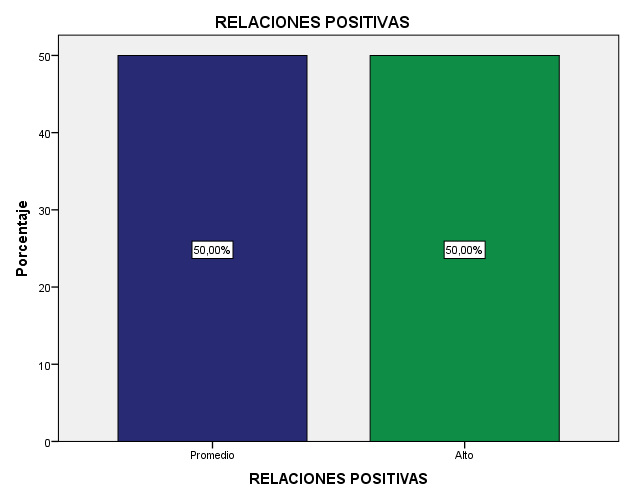 RELACIONES POSITIVAS
Porcentaje
50
40
30
20
10
0
50,00%
50,00%
Promedio
Alto
RELACIONES POSITIVAS